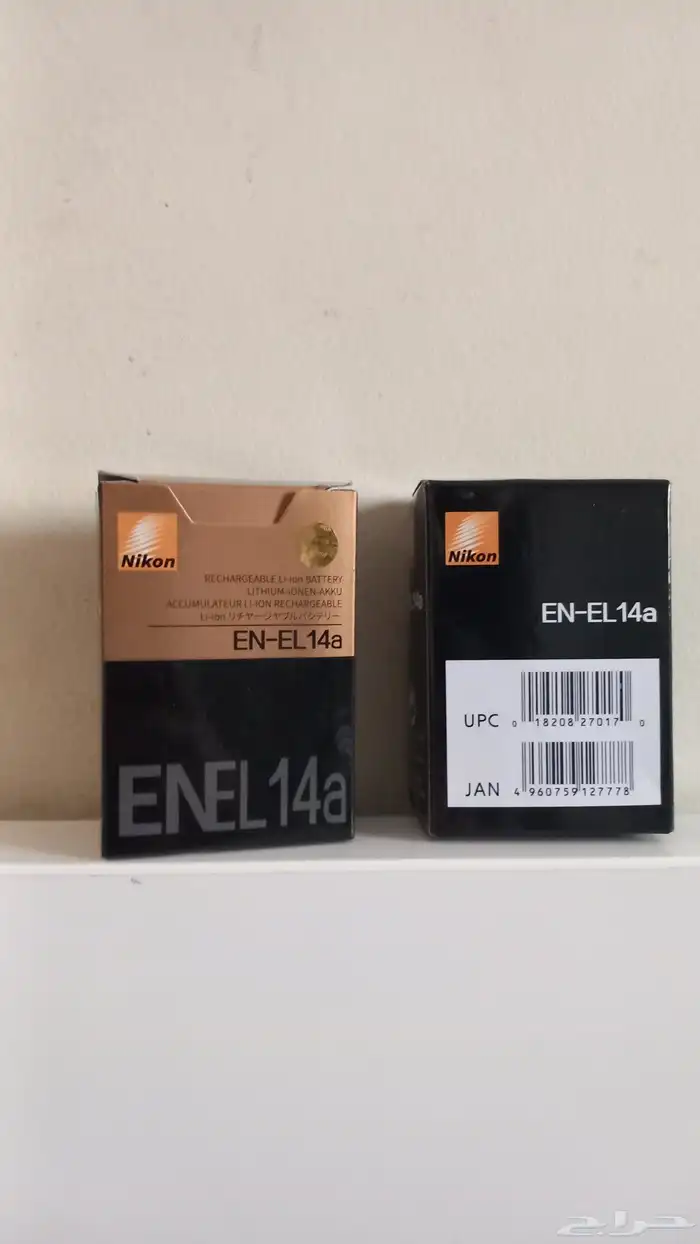 Nikon
RECHARGEABLE Li-ion BATTERY
LITHIUM-IONEN-AKKU
ACCUMULATEUR LI-ION RECHARGEABLE
Li-ion リチャージャブルバッテリー
EN-EL14a
ENEL14a
Nikon
EN-EL14a
UPC 0 18208 27017 0
JAN 4 960759 127778
حراج